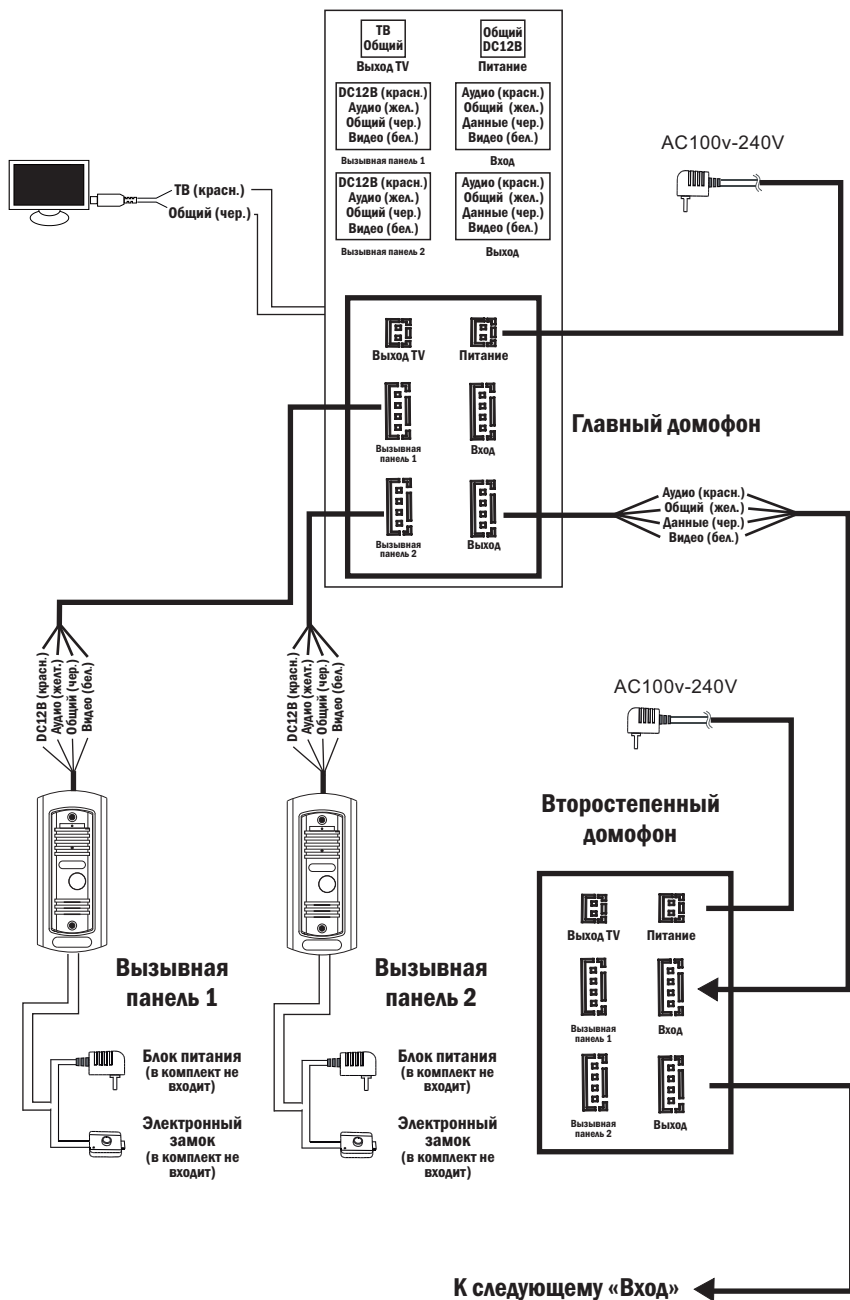 ТВ
Общий
Выход TV
Общий
DC12В
Питание
DC12В (красн.)
Аудио (жел.)
Общий (чер.)
Видео (бел.)
Вызывная панель 1
Аудио (красн.)
Общий (жел.)
Данные (чер.)
Видео (бел.)
Вход
DC12В (красн.)
Аудио (жел.)
Общий (чер.)
Видео (бел.)
Вызывная панель 2
Аудио (красн.)
Общий (жел.)
Данные (чер.)
Видео (бел.)
Выход
AC100v-240V
ТВ (красн.)
Общий (чер.)
Выход TV
Питание
Вызывная
панель 1
Вход
Вызывная
панель 2
Выход
Главный домофон
Аудио (красн.)
Общий (жел.)
Данные (чер.)
Видео (бел.)
DC12В (красн.)
Аудио (желт.)
Общий (чер.)
Видео (бел.)
DC12В (красн.)
Аудио (желт.)
Общий (чер.)
Видео (бел.)
AC100v-240V
Второстепенный
домофон
Выход TV
Питание
Вызывная
панель 1
Вход
Вызывная
панель 2
Выход
Вызывная
панель 1
Вызывная
панель 2
Блок питания
(в комплект не
входит)
Электронный
замок
(в комплект не
входит)
Блок питания
(в комплект не
входит)
Электронный
замок
(в комплект не
входит)
К следующему «Вход»